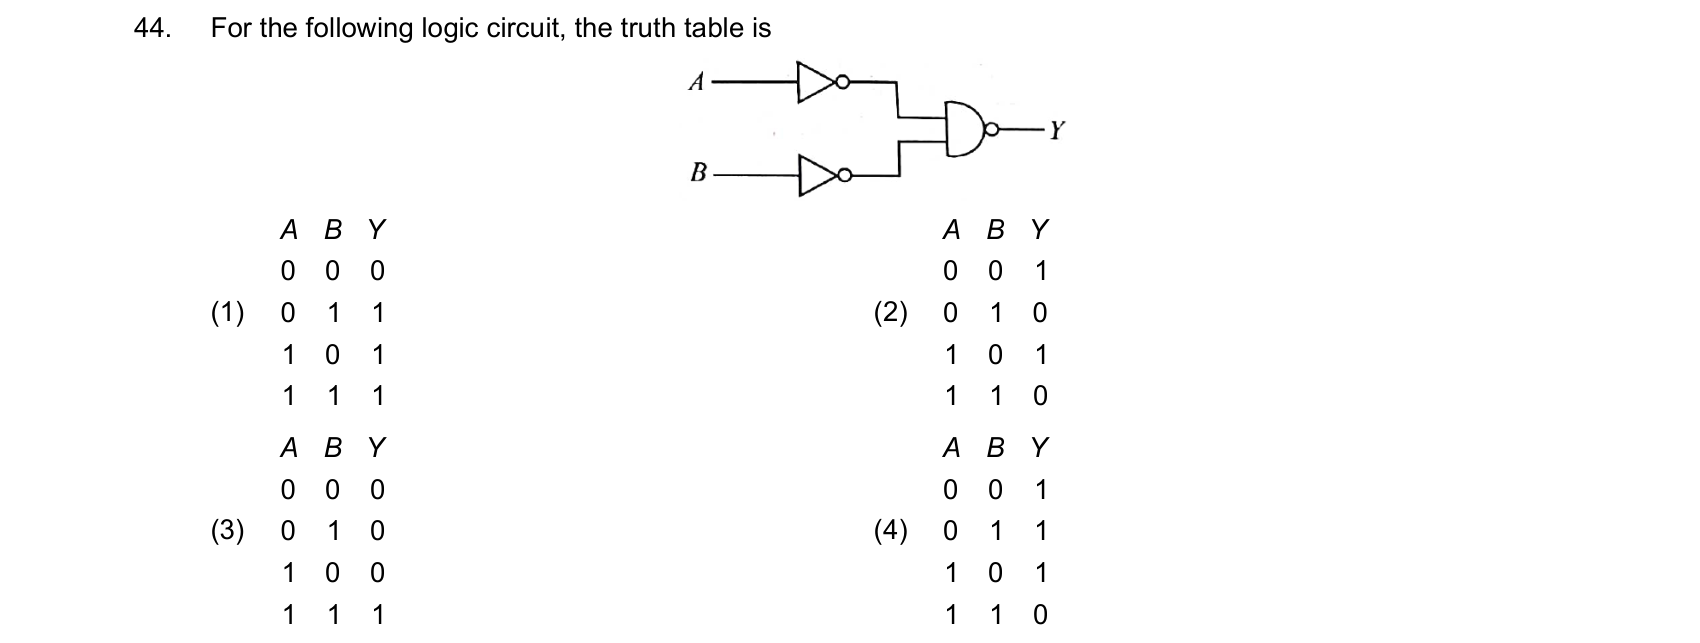 44. For the following logic circuit, the truth table is
A
Y
B
A B Y
0 0 0
(1) 0 1 1
1 0 1
1 1 1
A B Y
0 0 1
(2) 0 1 0
1 0 1
1 1 0
A B Y
0 0 0
(3) 0 1 0
1 0 0
1 1 1
A B Y
0 0 1
(4) 0 1 1
1 0 1
1 1 0